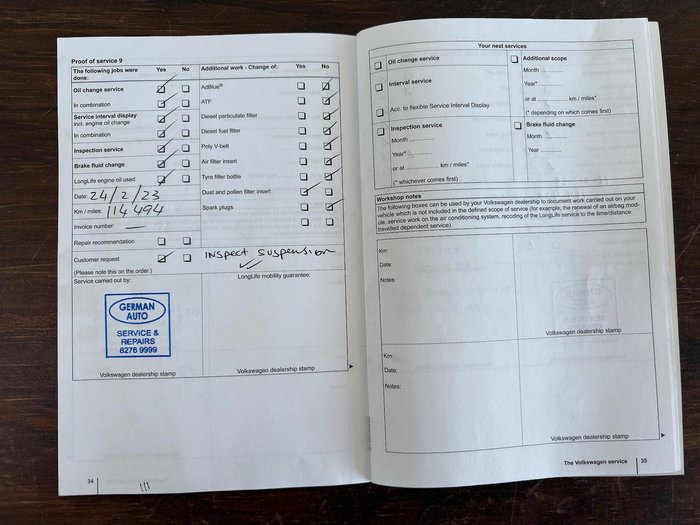 Proof of service 9
The following jobs were done: Yes No
Oil change service
In combination
Service interval display
incl. engine oil change
In combination
Inspection service
Brake fluid change
LongLife engine oil used
Date: 24/2/23
Km / miles: 114 494
Invoice number:
Repair recommendation
Customer request INSPECT SUSPENSION
(Please note this on the order.)
Additional work - Change of: Yes No
AdBlue®
ATF
Diesel particulate filter
Diesel fuel filter
Poly V-belt
Air filter insert
Tyre filler bottle
Dust and pollen filter insert
Spark plugs
Service carried out by:
GERMAN
AUTO
SERVICE &
REPAIRS
8276 9999
Volkswagen dealership stamp
LongLife mobility guarantee:
Volkswagen dealership stamp
34
Your next services
Oil change service
Interval service
Acc. to flexible Service Interval Display
Additional scope
Month
Year*
or at km / miles*
(* depending on which comes first)
Inspection service
Month
Year*
or at km / miles*
(* whichever comes first)
Brake fluid change
Month
Year
Workshop notes
The following boxes can be used by your Volkswagen dealership to document work carried out on your
vehicle which is not included in the defined scope of service (for example, the renewal of an airbag mod-
ule, service work on the air conditioning system, recoding of the LongLife service to the time/distance
travelled dependent service).
Km:
Date:
Notes:
Volkswagen dealership stamp
Km:
Date:
Notes:
Volkswagen dealership stamp
The Volkswagen service 35